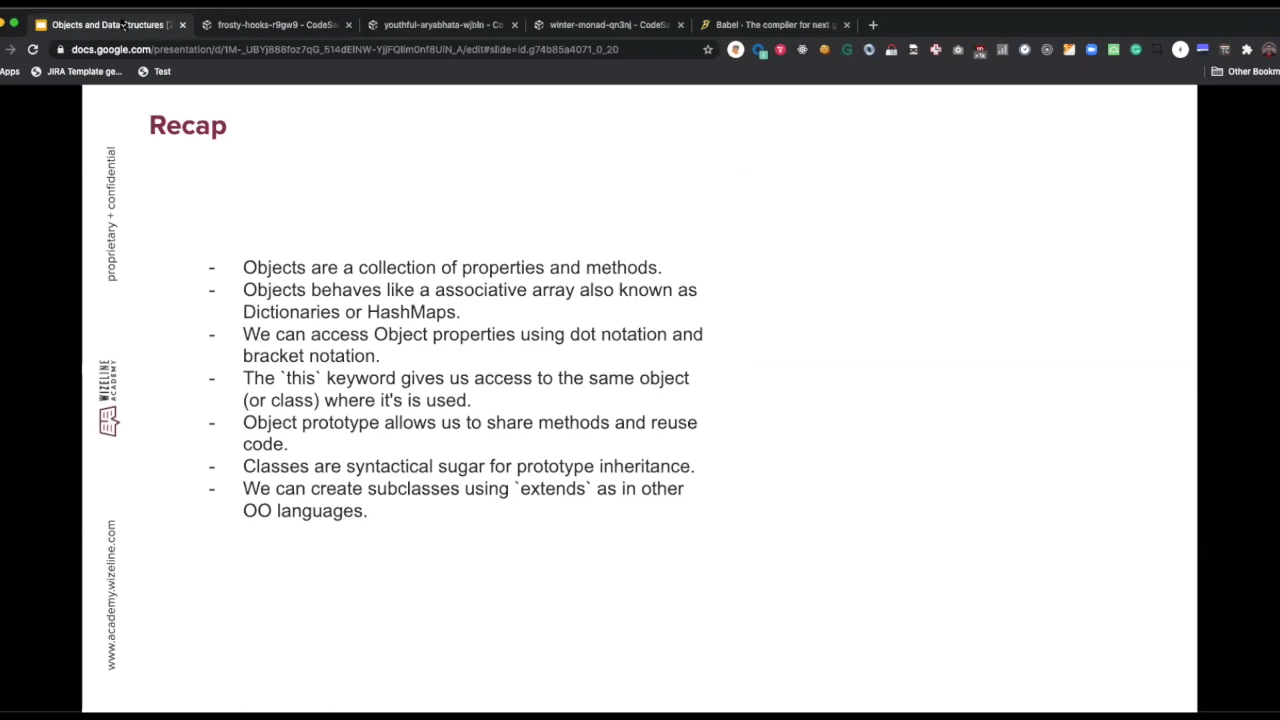 Objects and Data Structures [
frosty-hooks-r9gw9 - CodeSa
youthful-aryabhata-wjbln - Co
winter-monad-qn3nj - CodeSa
Babel · The compiler for next g
docs.google.com/presentation/d/1M-_UBYj888foz7qG_514dEINW-YjjFQIlm0nf8UiN_A/edit#slide=id.g74b85a4071_0_20
Apps
JIRA Template ge...
Test
Other Bookm
Recap
proprietary + confidential
WIZELINE
ACADEMY
www.academy.wizeline.com
- Objects are a collection of properties and methods.
- Objects behaves like a associative array also known as
Dictionaries or HashMaps.
- We can access Object properties using dot notation and
bracket notation.
- The `this` keyword gives us access to the same object
(or class) where it's is used.
- Object prototype allows us to share methods and reuse
code.
- Classes are syntactical sugar for prototype inheritance.
- We can create subclasses using `extends` as in other
OO languages.